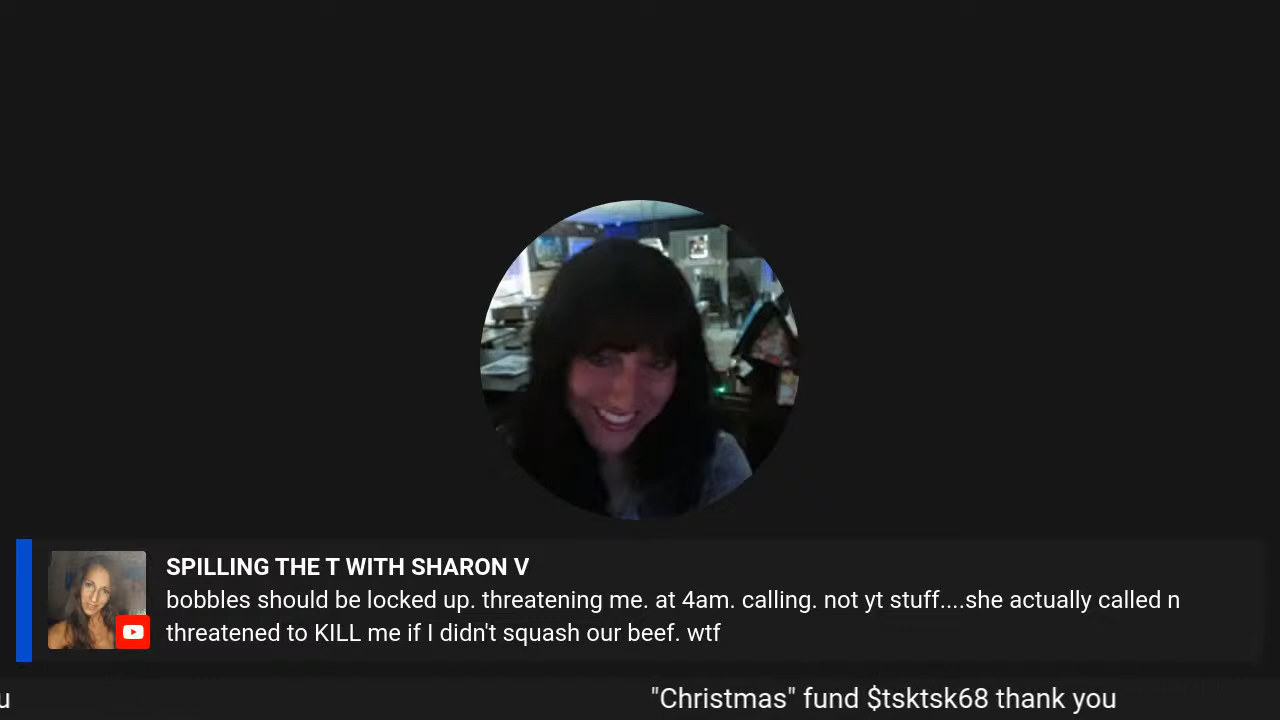 SPILLING THE T WITH SHARON V
bobbles should be locked up. threatening me. at 4am. calling. not yt stuff....she actually called n
threatened to KILL me if I didn't squash our beef. wtf
u "Christmas" fund $tsktsk68 thank you